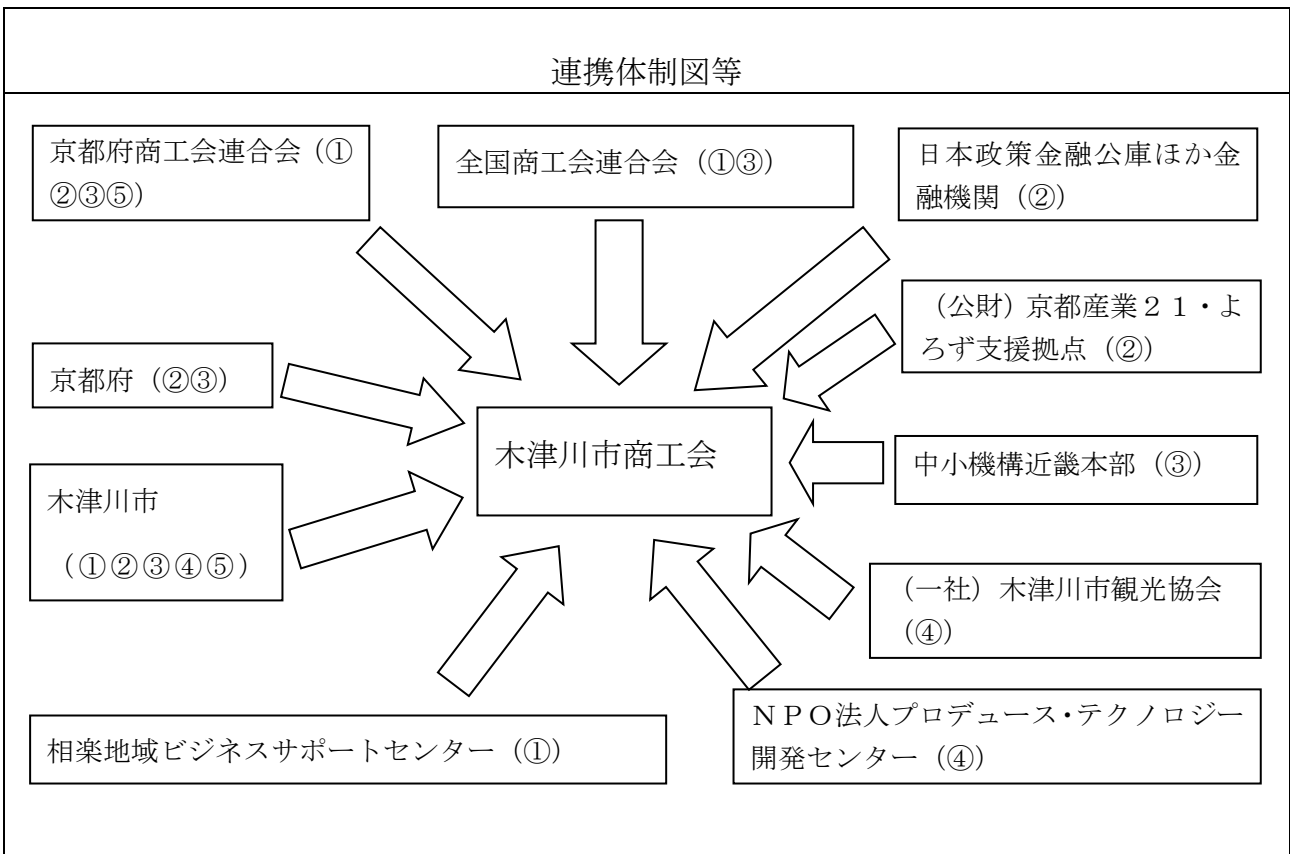 連携体制図等
京都府商工会連合会（①
②③⑤）
全国商工会連合会（①③）
日本政策金融公庫ほか金
融機関（②）
（公財）京都産業２１・よ
ろず支援拠点（②）
京都府（②③）
木津川市商工会
中小機構近畿本部（③）
木津川市
（①②③④⑤）
（一社）木津川市観光協会
（④）
相楽地域ビジネスサポートセンター（①）
ＮＰＯ法人プロデュース・テクノロジー
開発センター（④）